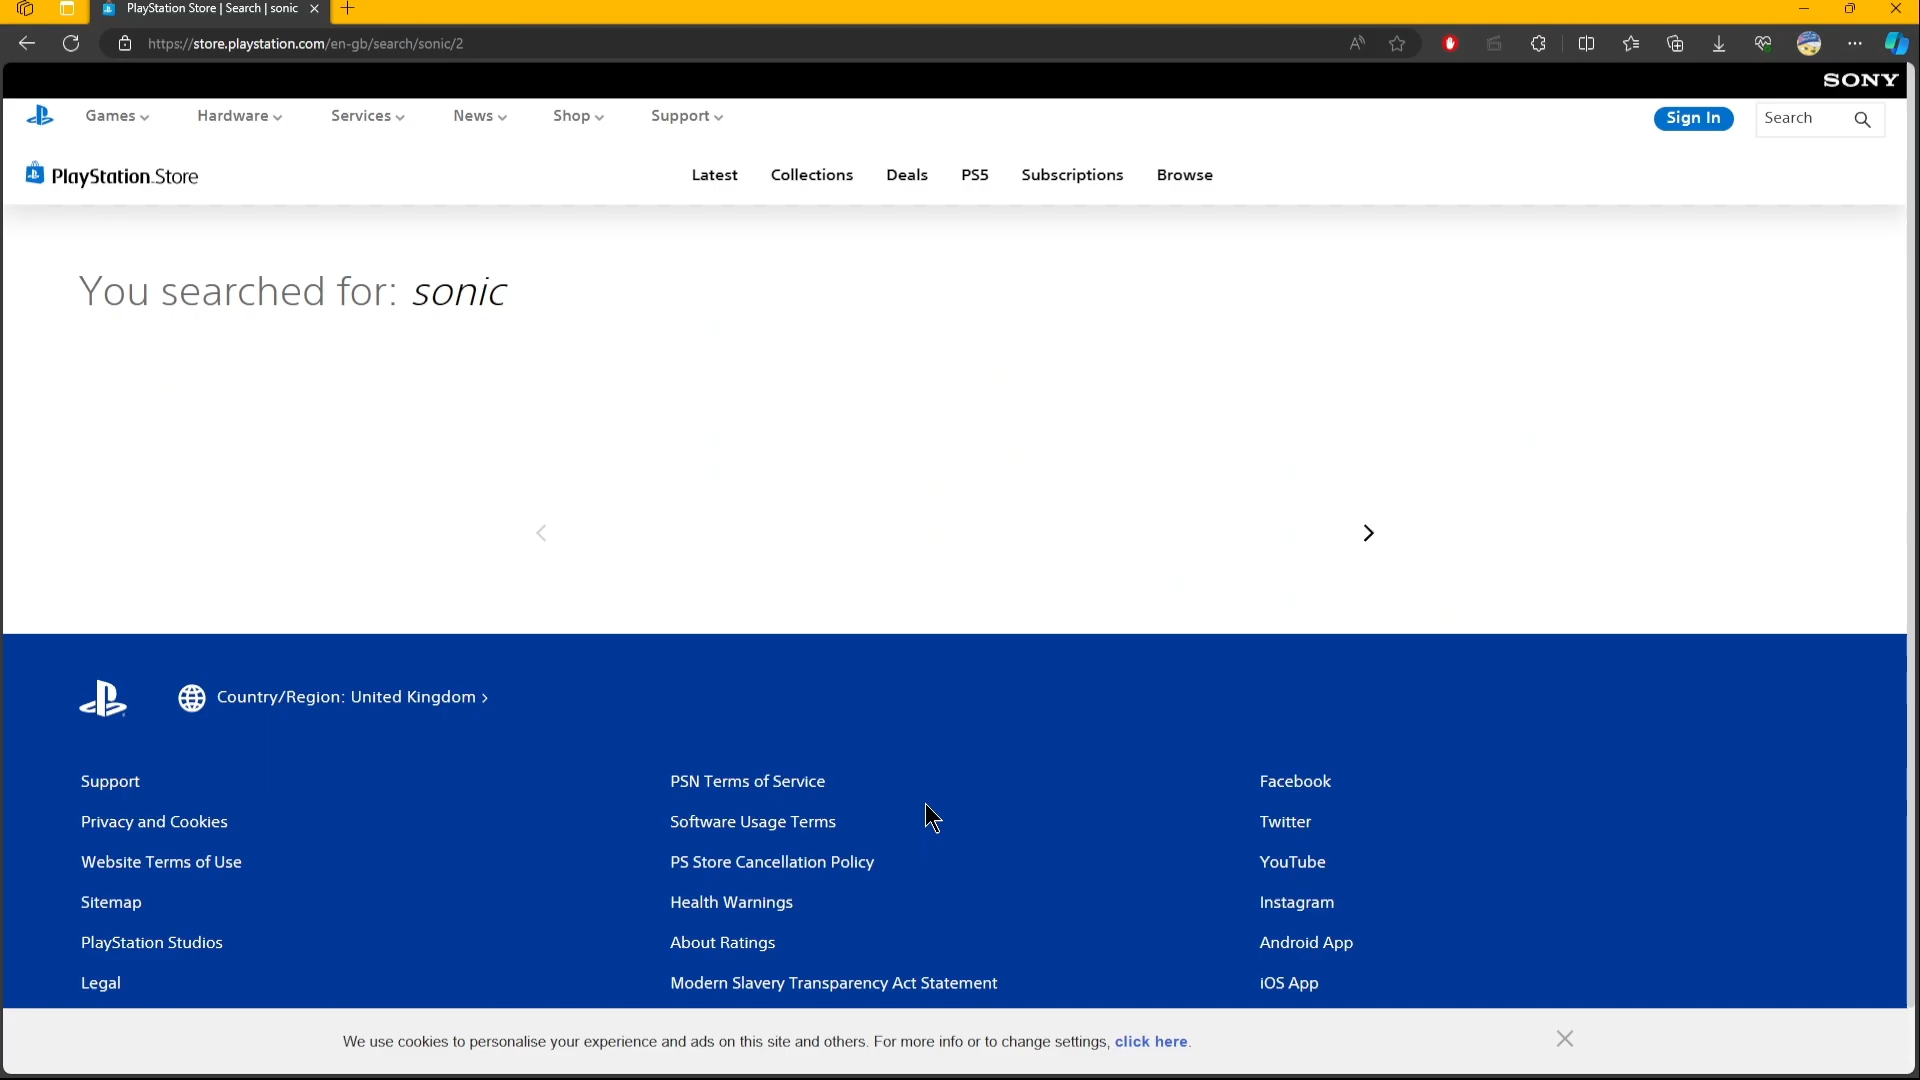 PlayStation Store | Search | sonic
https://store.playstation.com/en-gb/search/sonic/2
SONY
Games Hardware Services News Shop Support Sign In Search
PlayStation Store Latest Collections Deals PS5 Subscriptions Browse
You searched for: sonic
Country/Region: United Kingdom
Support PSN Terms of Service Facebook
Privacy and Cookies Software Usage Terms Twitter
Website Terms of Use PS Store Cancellation Policy YouTube
Sitemap Health Warnings Instagram
PlayStation Studios About Ratings Android App
Legal Modern Slavery Transparency Act Statement iOS App
We use cookies to personalise your experience and ads on this site and others. For more info or to change settings, click here.